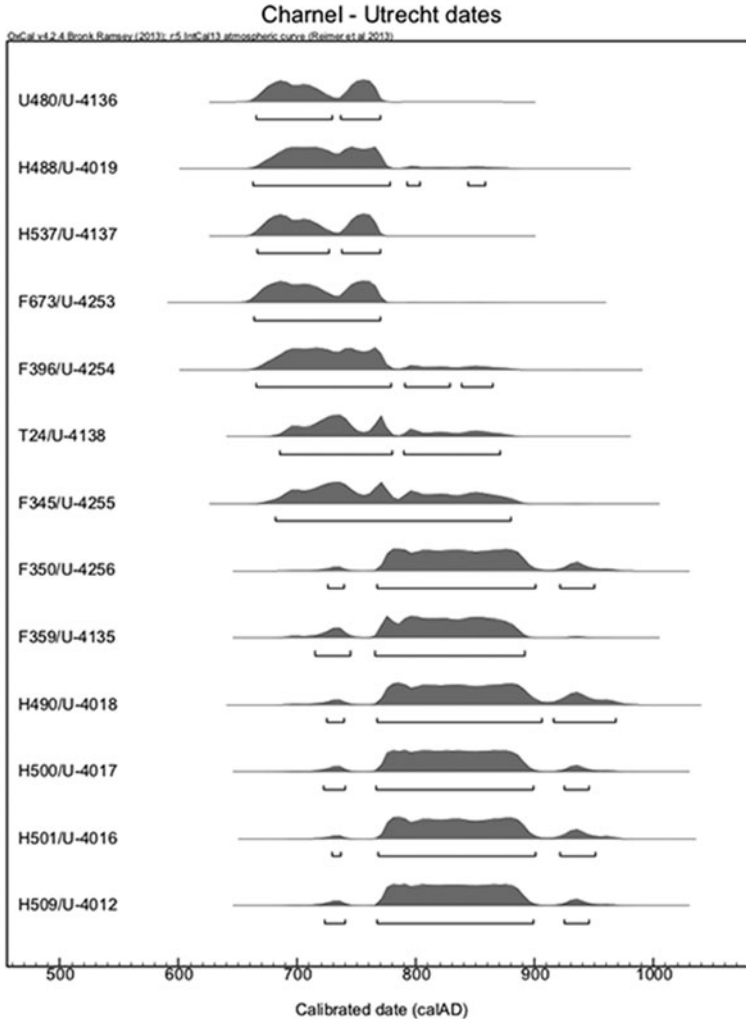 Channel - Utrecht dates
OxCal v4.2.4 Bronk Ramsey (2013); r:5 IntCal13 atmospheric curve (Reimer et al 2013)
U480/U-4136
H488/U-4019
H537/U-4137
F673/U-4253
F396/U-4254
T24/U-4138
F345/U-4255
F350/U-4256
F359/U-4135
H490/U-4018
H500/U-4017
H501/U-4016
H509/U-4012
500 600 700 800 900 1000
Calibrated date (calAD)